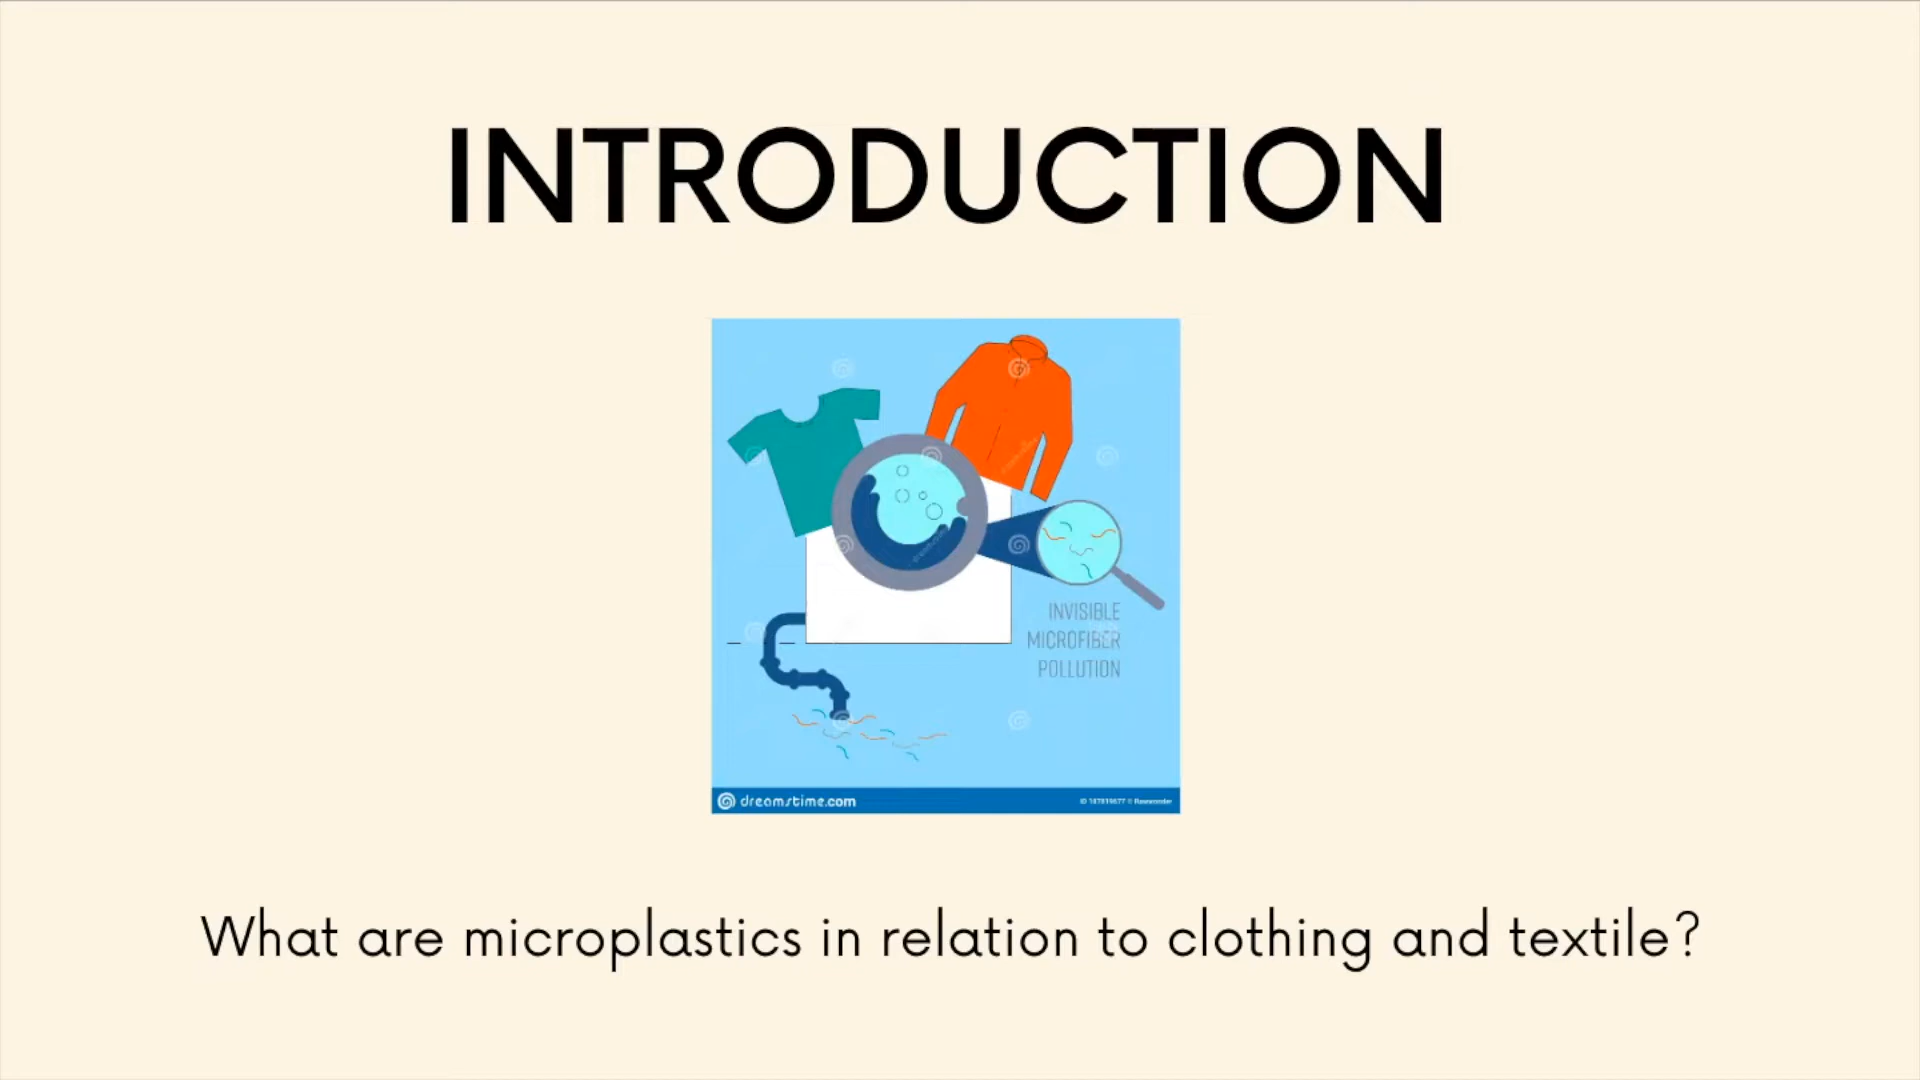 INTRODUCTION
INVISIBLE
MICROFIBER
POLLUTION
dreamstime.com
What are microplastics in relation to clothing and textile?